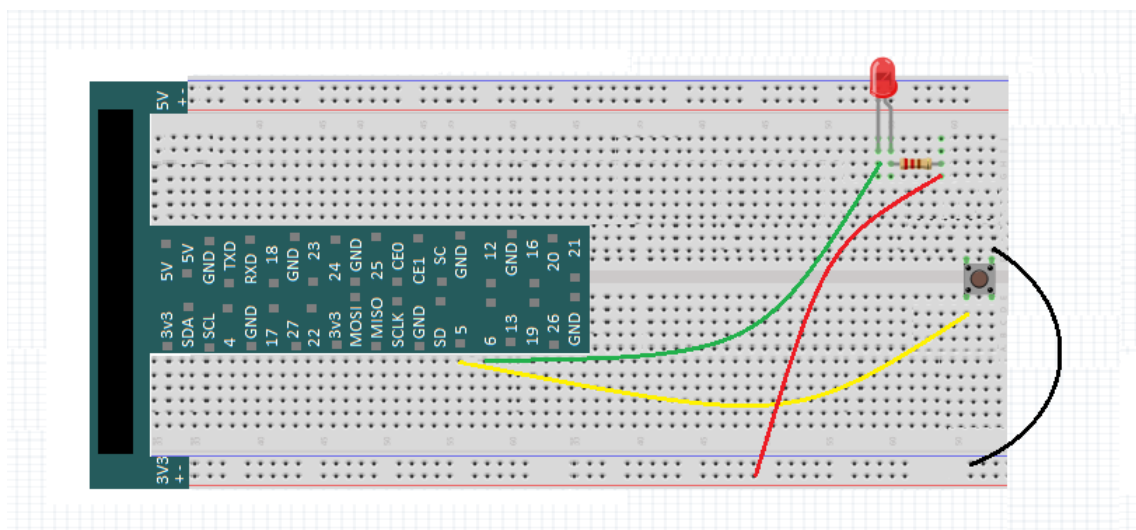 5V
+ -
5V
5V
GND
TXD
RXD
18
GND
23
24
GND
25
CE0
CE1
SC
GND
12
GND
16
20
21
3v3
SDA
SCL
4
GND
17
27
22
3v3
MOSI
MISO
SCLK
GND
SD
5
6
13
19
26
GND
3V3
+ -